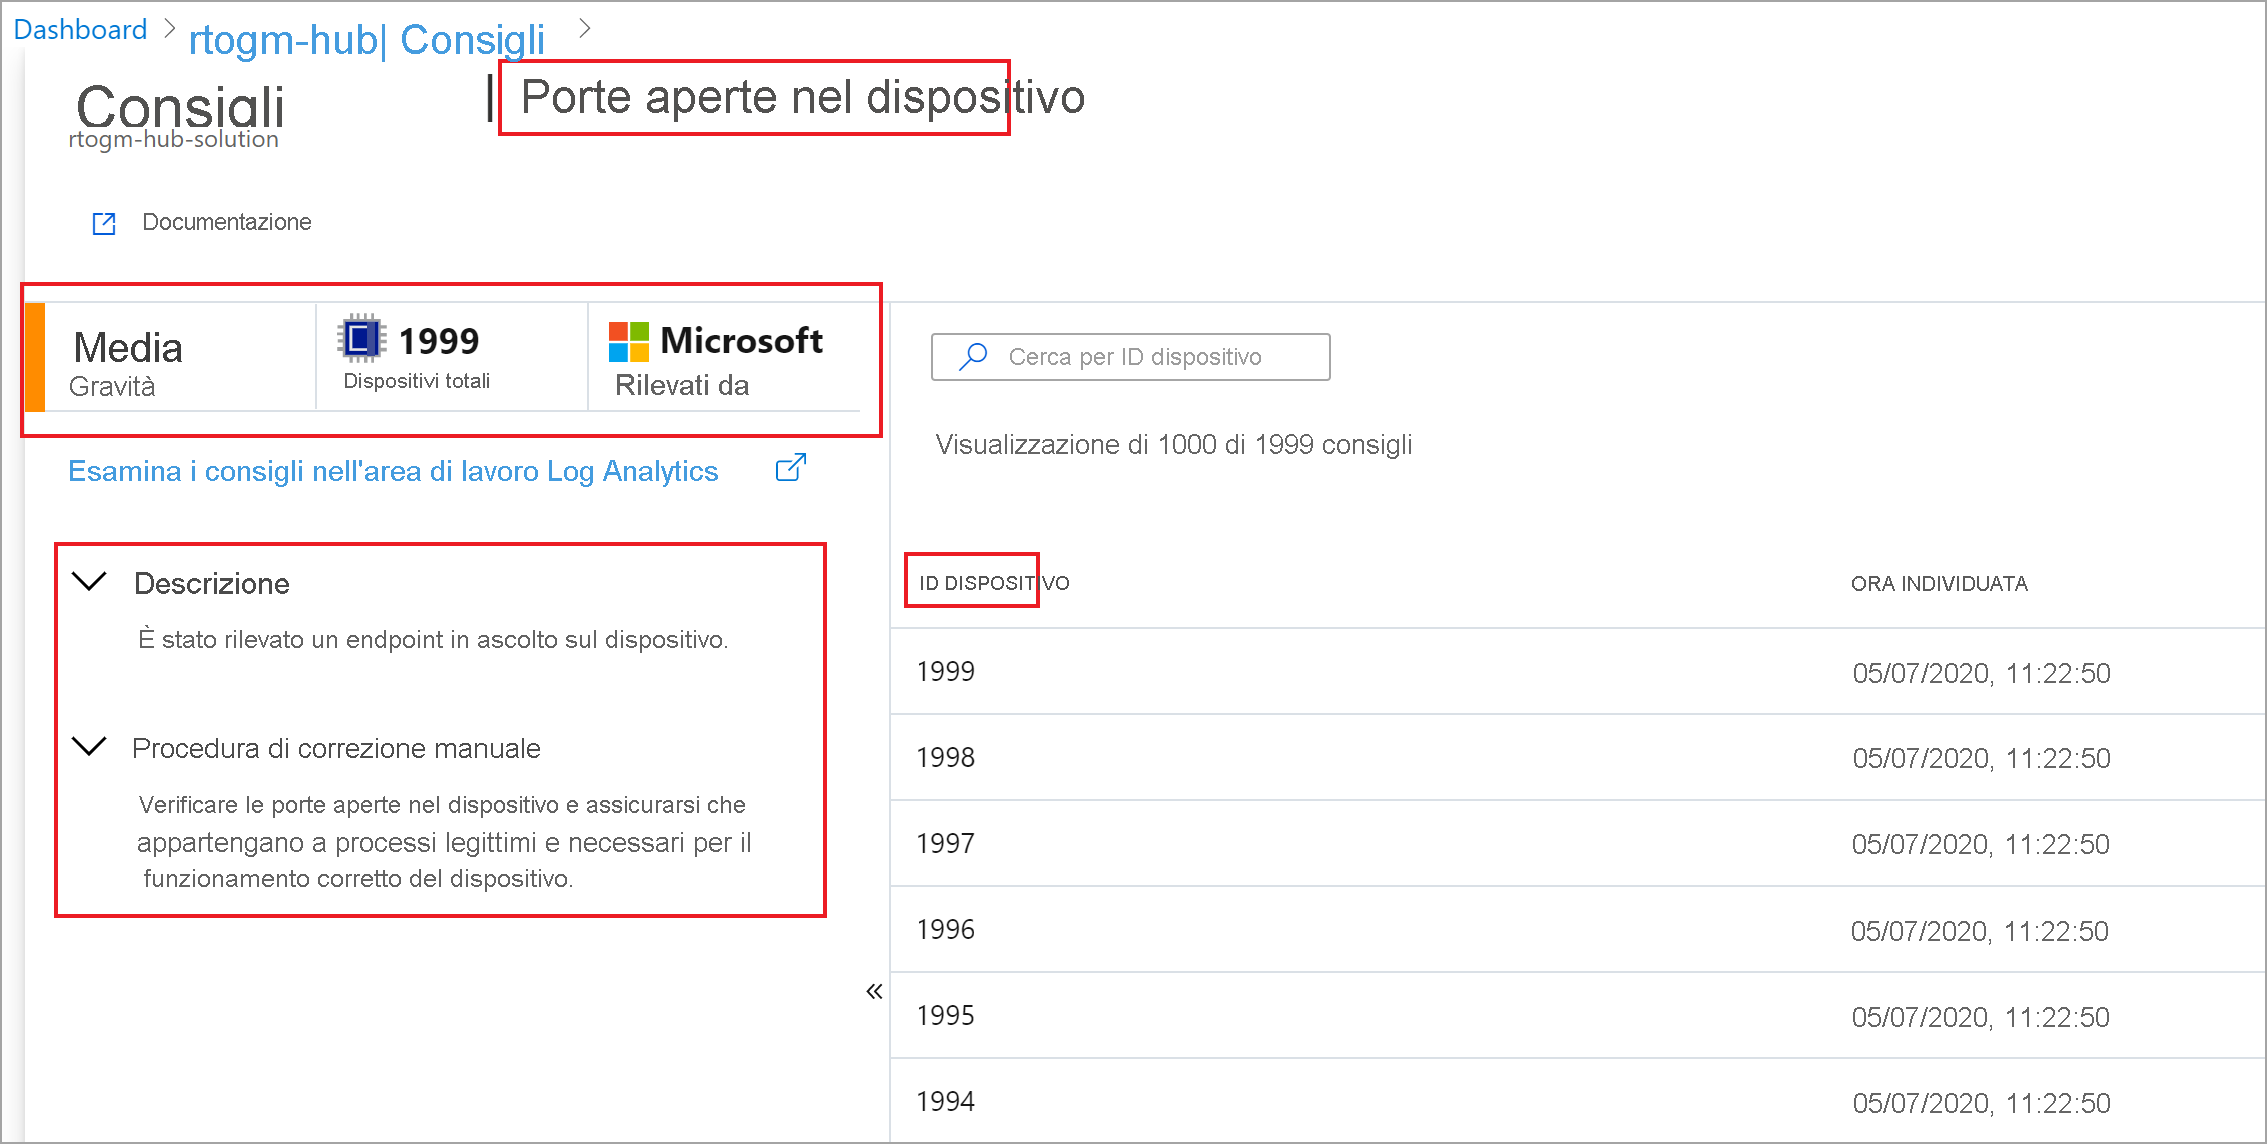 Dashboard > rtogm-hub| Consigli >
Consigli | Porte aperte nel dispositivo
rtogm-hub-solution
Documentazione
Media
Gravità
1999
Dispositivi totali
Microsoft
Rilevati da
Esamina i consigli nell'area di lavoro Log Analytics
Descrizione
È stato rilevato un endpoint in ascolto sul dispositivo.
Procedura di correzione manuale
Verificare le porte aperte nel dispositivo e assicurarsi che
appartengano a processi legittimi e necessari per il
funzionamento corretto del dispositivo.
«
Cerca per ID dispositivo
Visualizzazione di 1000 di 1999 consigli
ID DISPOSITIVO ORA INDIVIDUATA
1999 05/07/2020, 11:22:50
1998 05/07/2020, 11:22:50
1997 05/07/2020, 11:22:50
1996 05/07/2020, 11:22:50
1995 05/07/2020, 11:22:50
1994 05/07/2020, 11:22:50